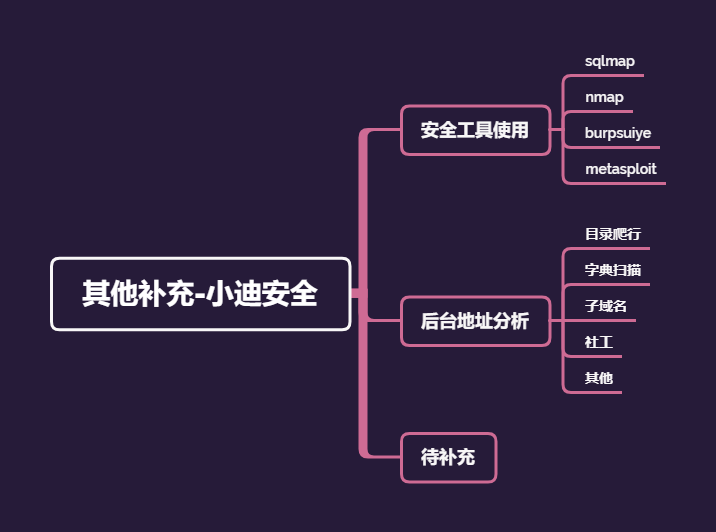 其他补充-小迪安全
安全工具使用
sqlmap
nmap
burpsuiye
metasploit
后台地址分析
目录爬行
字典扫描
子域名
社工
其他
待补充